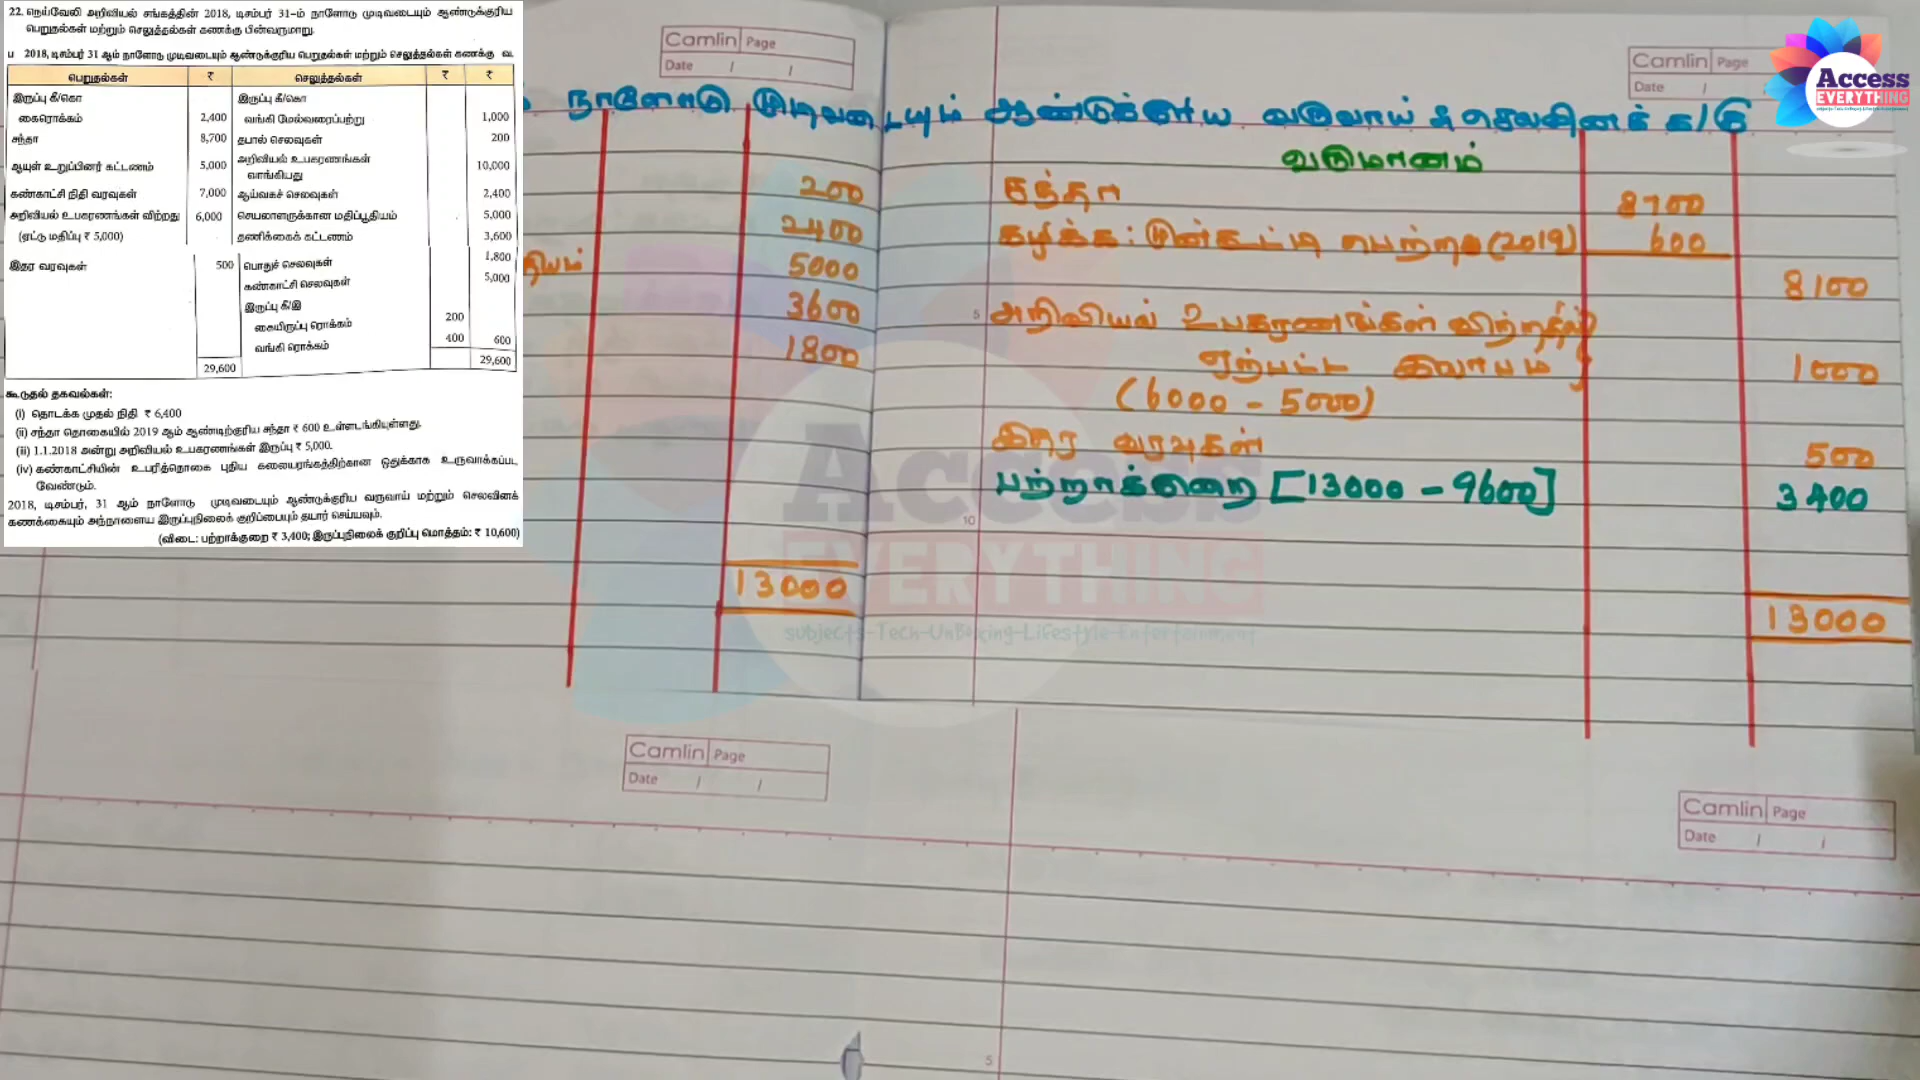 22. நெய்வேலி அறிவியல் சங்கத்தின் 2018, டிசம்பர் 31-ம் நாளோடு முடிவடையும் ஆண்டுக்குரிய
பெறுதல்கள் மற்றும் செலுத்தல்கள் கணக்கு பின்வருமாறு.
ப 2018, டிசம்பர் 31 ஆம் நாளோடு முடிவடையும் ஆண்டுக்குரிய பெறுதல்கள் மற்றும் செலுத்தல்கள் கணக்கு வ.
பெறுதல்கள் ₹ செலுத்தல்கள் ₹ ₹
இருப்பு கீ/கொ இருப்பு கீ/கொ
கைரொக்கம் 2,400 வங்கி மேல்வரைப்பற்று 1,000
சந்தா 8,700 தபால் செலவுகள் 200
ஆயுள் உறுப்பினர் கட்டணம் 5,000 அறிவியல் உபகரணங்கள்
வாங்கியது 10,000
கண்காட்சி நிதி வரவுகள் 7,000 ஆய்வகச் செலவுகள் 2,400
அறிவியல் உபகரணங்கள் விற்றது 6,000 செயலாளருக்கான மதிப்பூதியம் 5,000
(ஏட்டு மதிப்பு ₹ 5,000) தணிக்கைக் கட்டணம் 3,600
இதர வரவுகள் 500 பொதுச் செலவுகள் 1,800
கண்காட்சி செலவுகள் 5,000
இருப்பு கீ/இ
கையிருப்பு ரொக்கம் 200
வங்கி ரொக்கம் 400 600
29,600 29,600
கூடுதல் தகவல்கள்:
(i) தொடக்க முதல் நிதி ₹ 6,400
(ii) சந்தா தொகையில் 2019 ஆம் ஆண்டிற்குரிய சந்தா ₹ 600 உள்ளடங்கியுள்ளது.
(iii) 1.1.2018 அன்று அறிவியல் உபகரணங்கள் இருப்பு ₹ 5,000.
(iv) கண்காட்சியின் உபரித்தொகை புதிய கலையரங்கத்திற்கான ஒதுக்காக உருவாக்கப்பட
வேண்டும்.
2018, டிசம்பர், 31 ஆம் நாளோடு முடிவடையும் ஆண்டுக்குரிய வருவாய் மற்றும் செலவினக்
கணக்கையும் அந்நாளைய இருப்புநிலைக் குறிப்பையும் தயார் செய்யவும்.
(விடை: பற்றாக்குறை ₹ 3,400; இருப்புநிலைக் குறிப்பு மொத்தம்: ₹ 10,600)
Camlin Page
Date / /
Camlin Page
Date /
Access
EVERYTHING
நாளோடு முடிவடையும் ஆண்டுக்குரிய வருவாய் & செலவினக் க/கு
வருமானம்
200 சந்தா 8700
2400 கழிக்க: முன்கூட்டி பெற்றது (2019) 600
5000 8100
3600 அறிவியல் உபகரணங்கள் விற்றதில்
1800 ஏற்பட்ட இலாபம் 1000
(6000 - 5000)
இதர வரவுகள் 500
பற்றாக்குறை [13000 - 9600] 3400
13000 13000
Access
EVERYTHING
subjects-Tech-UnBoxing-Lifestyle-Entertainment
Camlin Page
Date / /
Camlin Page
Date / /